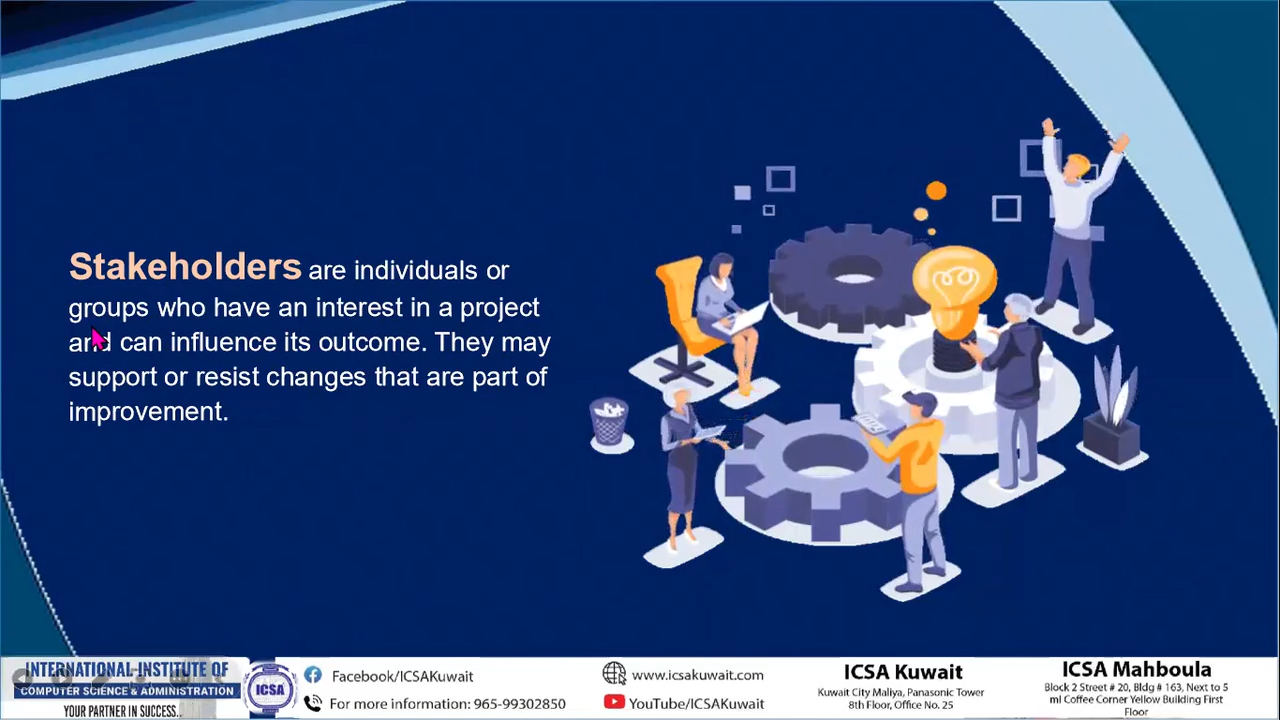 Stakeholders are individuals or
groups who have an interest in a project
and can influence its outcome. They may
support or resist changes that are part of
improvement.
INTERNATIONAL INSTITUTE OF
COMPUTER SCIENCE & ADMINISTRATION
YOUR PARTNER IN SUCCESS...
ICSA
Facebook/ICSAKuwait
For more information: 965-99302850
www.icsakuwait.com
YouTube/ICSAKuwait
ICSA Kuwait
Kuwait City Maliya, Panasonic Tower
8th Floor, Office No. 25
ICSA Mahboula
Block 2 Street # 20, Bldg # 163, Next to 5
ml Coffee Corner Yellow Building First
Floor